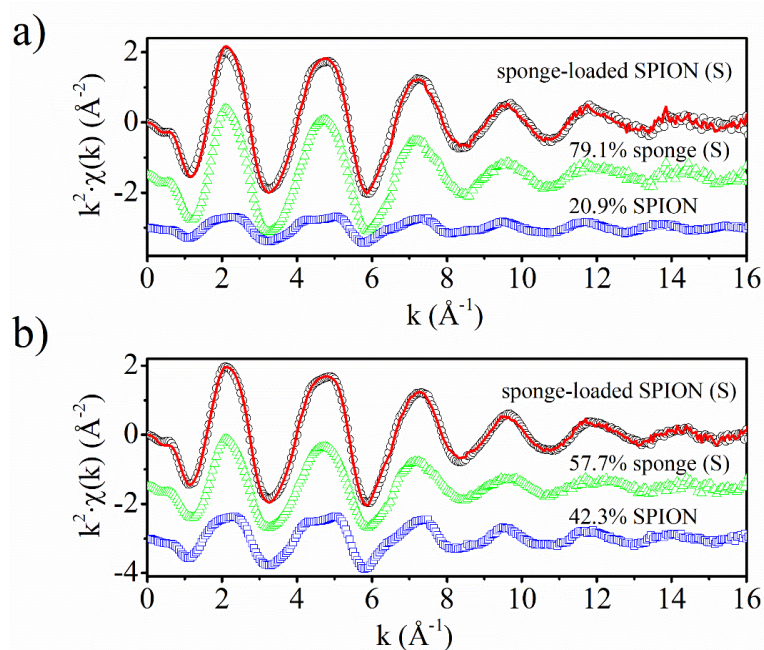 a)
k²·χ(k) (Å⁻²)
2
0
-2
sponge-loaded SPION (S)
79.1% sponge (S)
20.9% SPION
0 2 4 6 8 10 12 14 16
k (Å⁻¹)
b)
k²·χ(k) (Å⁻²)
2
0
-2
-4
sponge-loaded SPION (S)
57.7% sponge (S)
42.3% SPION
0 2 4 6 8 10 12 14 16
k (Å⁻¹)